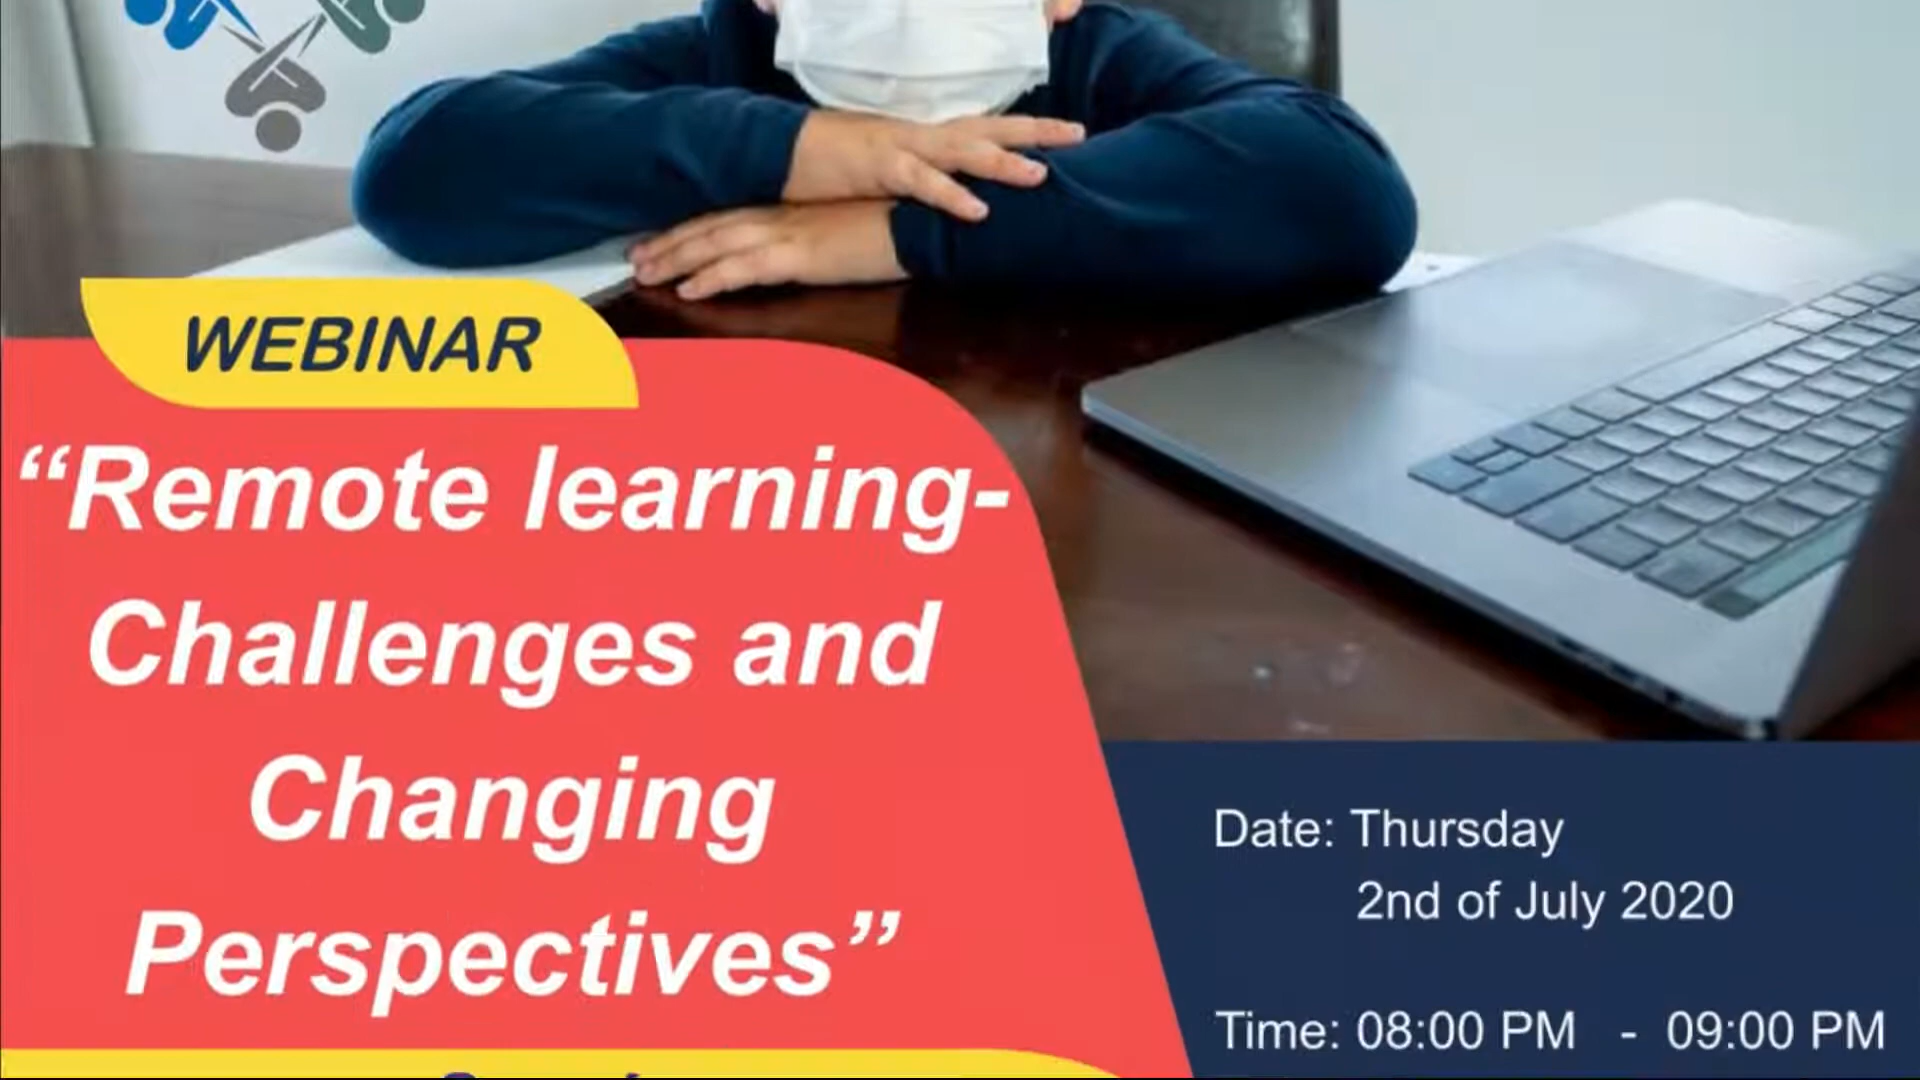 WEBINAR
“Remote learning-
Challenges and
Changing
Perspectives”
Date: Thursday
2nd of July 2020
Time: 08:00 PM - 09:00 PM